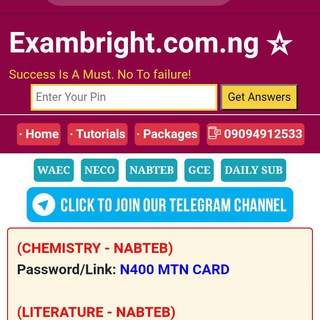 Exambright.com.ng ☆
Success Is A Must. No To failure!
Enter Your Pin Get Answers
· Home · Tutorials · Packages 09094912533
WAEC NECO NABTEB GCE DAILY SUB
CLICK TO JOIN OUR TELEGRAM CHANNEL
(CHEMISTRY - NABTEB)
Password/Link: N400 MTN CARD
(LITERATURE - NABTEB)